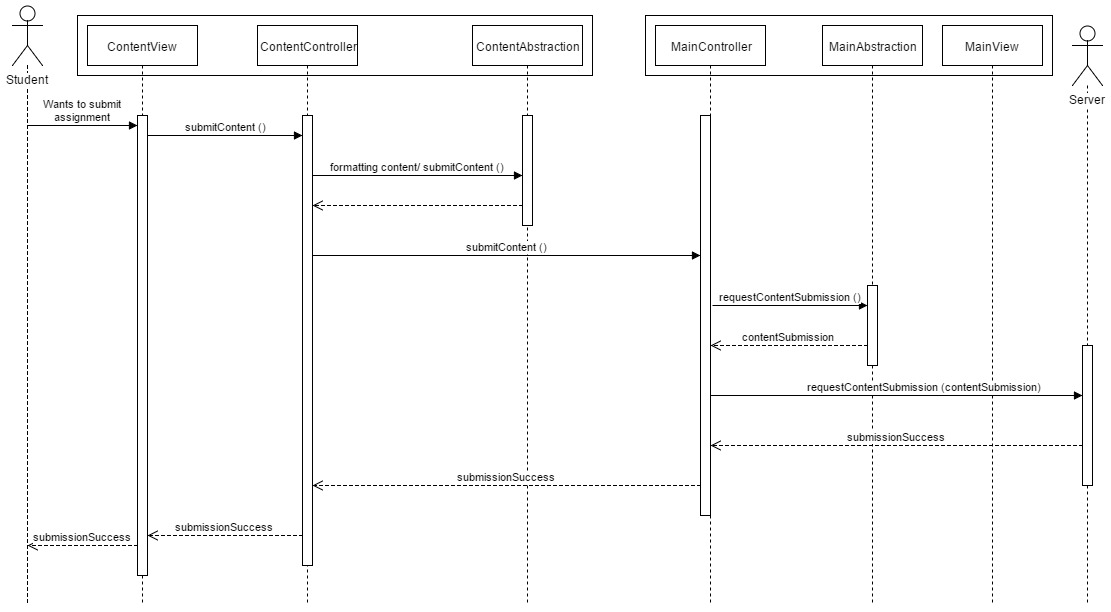 ContentView
ContentController
ContentAbstraction
MainController
MainAbstraction
MainView
Student
Server
Wants to submit
assignment
submitContent ()
formatting content/ submitContent ()
submitContent ()
requestContentSubmission ()
contentSubmission
requestContentSubmission (contentSubmission)
submissionSuccess
submissionSuccess
submissionSuccess
submissionSuccess